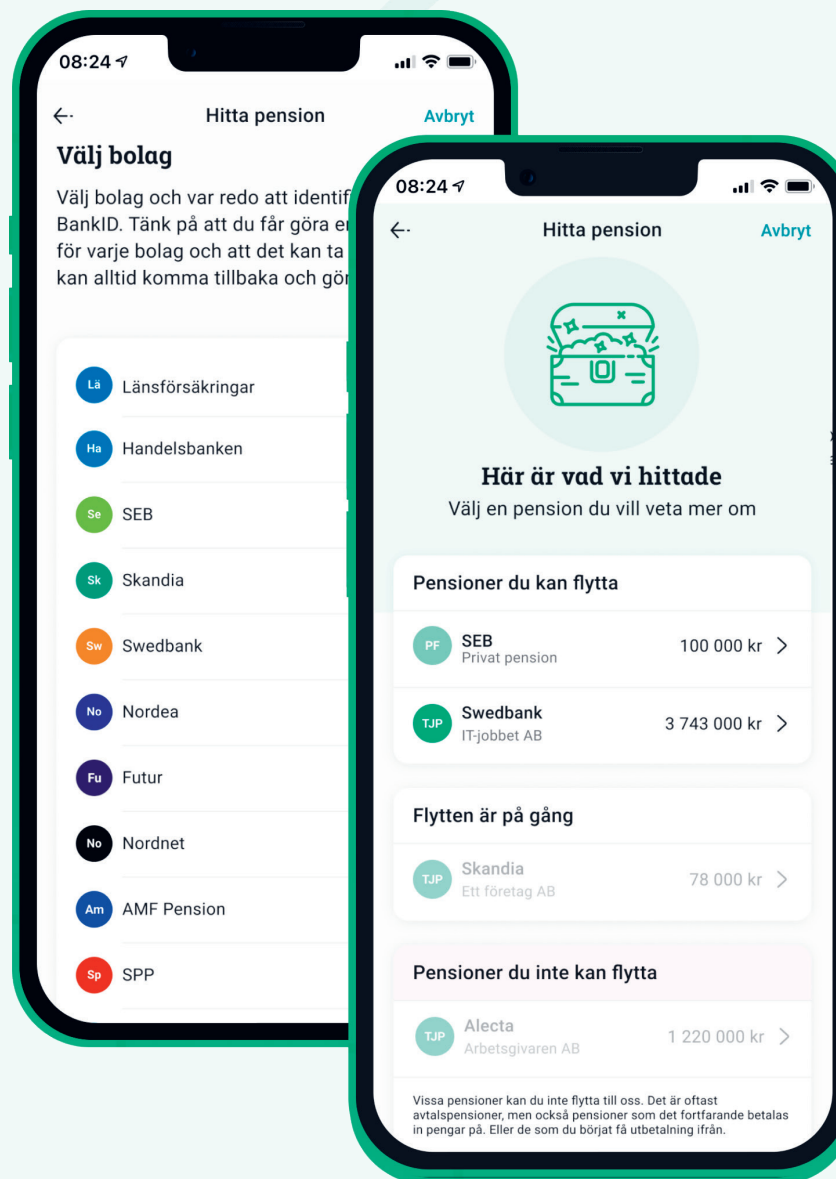 08:24
Hitta pension
Avbryt
Välj bolag
Välj bolag och var redo att
BankID. Tänk på att du får göra
för varje bolag och att det kan ta
kan alltid komma tillbaka och
Lä Länsförsäkringar
Ha Handelsbanken
Se SEB
Sk Skandia
Sw Swedbank
No Nordea
Fu Futur
No Nordnet
Am AMF Pension
Sp SPP
08:24
Hitta pension
Avbryt
Här är vad vi hittade
Välj en pension du vill veta mer om
Pensioner du kan flytta
PF SEB 100 000 kr
Privat pension
TJP Swedbank 3 743 000 kr
IT-jobbet AB
Flytten är på gång
TJP Skandia 78 000 kr
Ett företag AB
Pensioner du inte kan flytta
TJP Alecta 1 220 000 kr
Arbetsgivaren AB
Vissa pensioner kan du inte flytta till oss. Det är oftast
avtalspensioner, men också pensioner som det fortfarande betalas
in pengar på. Eller de som du börjat få utbetalning ifrån.